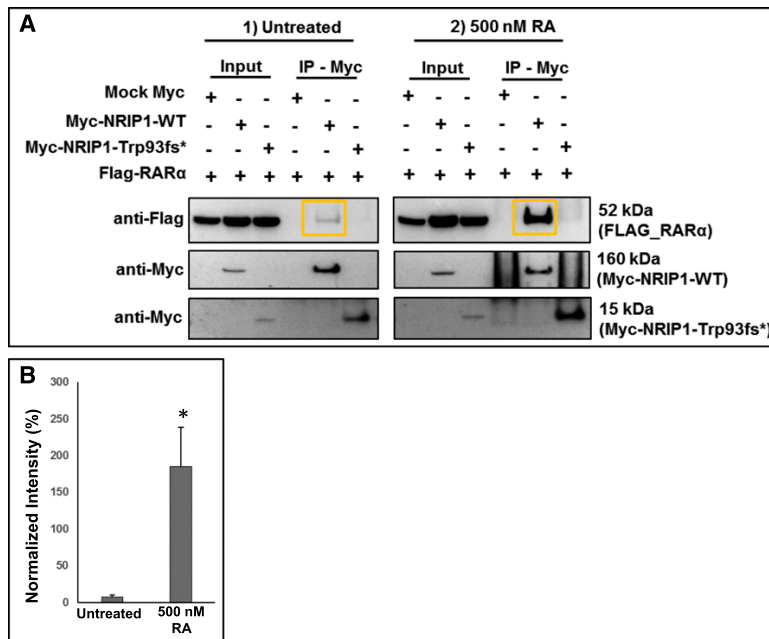 A
1) Untreated 2) 500 nM RA
Input IP - Myc Input IP - Myc
Mock Myc + - - + - - + - - + - -
Myc-NRIP1-WT - + - - + - - + - - + -
Myc-NRIP1-Trp93fs* - - + - - + - - + - - +
Flag-RARα + + + + + + + + + + + +
anti-Flag 52 kDa
(FLAG_RARα)
anti-Myc 160 kDa
(Myc-NRIP1-WT)
anti-Myc 15 kDa
(Myc-NRIP1-Trp93fs*)
B
Normalized Intensity (%)
300
250
200
150
100
50
0
*
Untreated 500 nM
RA